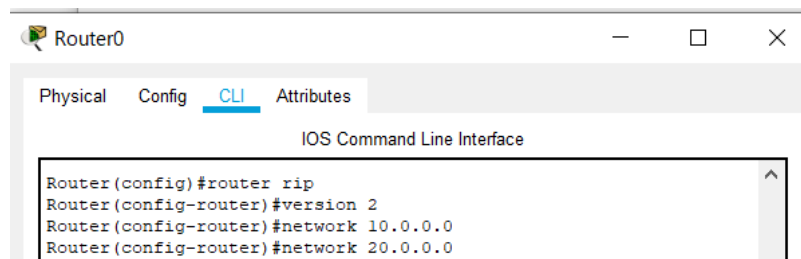 Router0
Physical Config CLI Attributes
IOS Command Line Interface
Router(config)#router rip
Router(config-router)#version 2
Router(config-router)#network 10.0.0.0
Router(config-router)#network 20.0.0.0